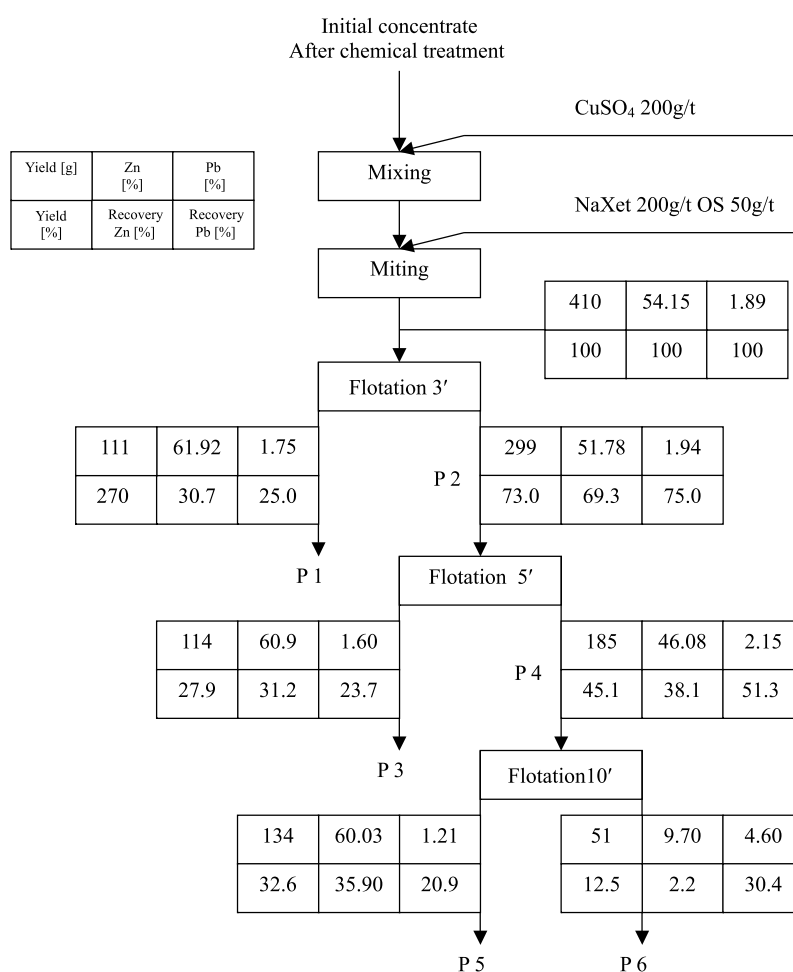 Initial concentrate
After chemical treatment
CuSO₄ 200g/t
Yield [g] Zn [%] Pb [%]
Yield [%] Recovery Zn [%] Recovery Pb [%]
Mixing
NaXet 200g/t OS 50g/t
Miting
410 54.15 1.89
100 100 100
Flotation 3′
111 61.92 1.75
270 30.7 25.0
P 2
299 51.78 1.94
73.0 69.3 75.0
P 1
Flotation 5′
114 60.9 1.60
27.9 31.2 23.7
P 4
185 46.08 2.15
45.1 38.1 51.3
P 3
Flotation10′
134 60.03 1.21
32.6 35.90 20.9
51 9.70 4.60
12.5 2.2 30.4
P 5
P 6